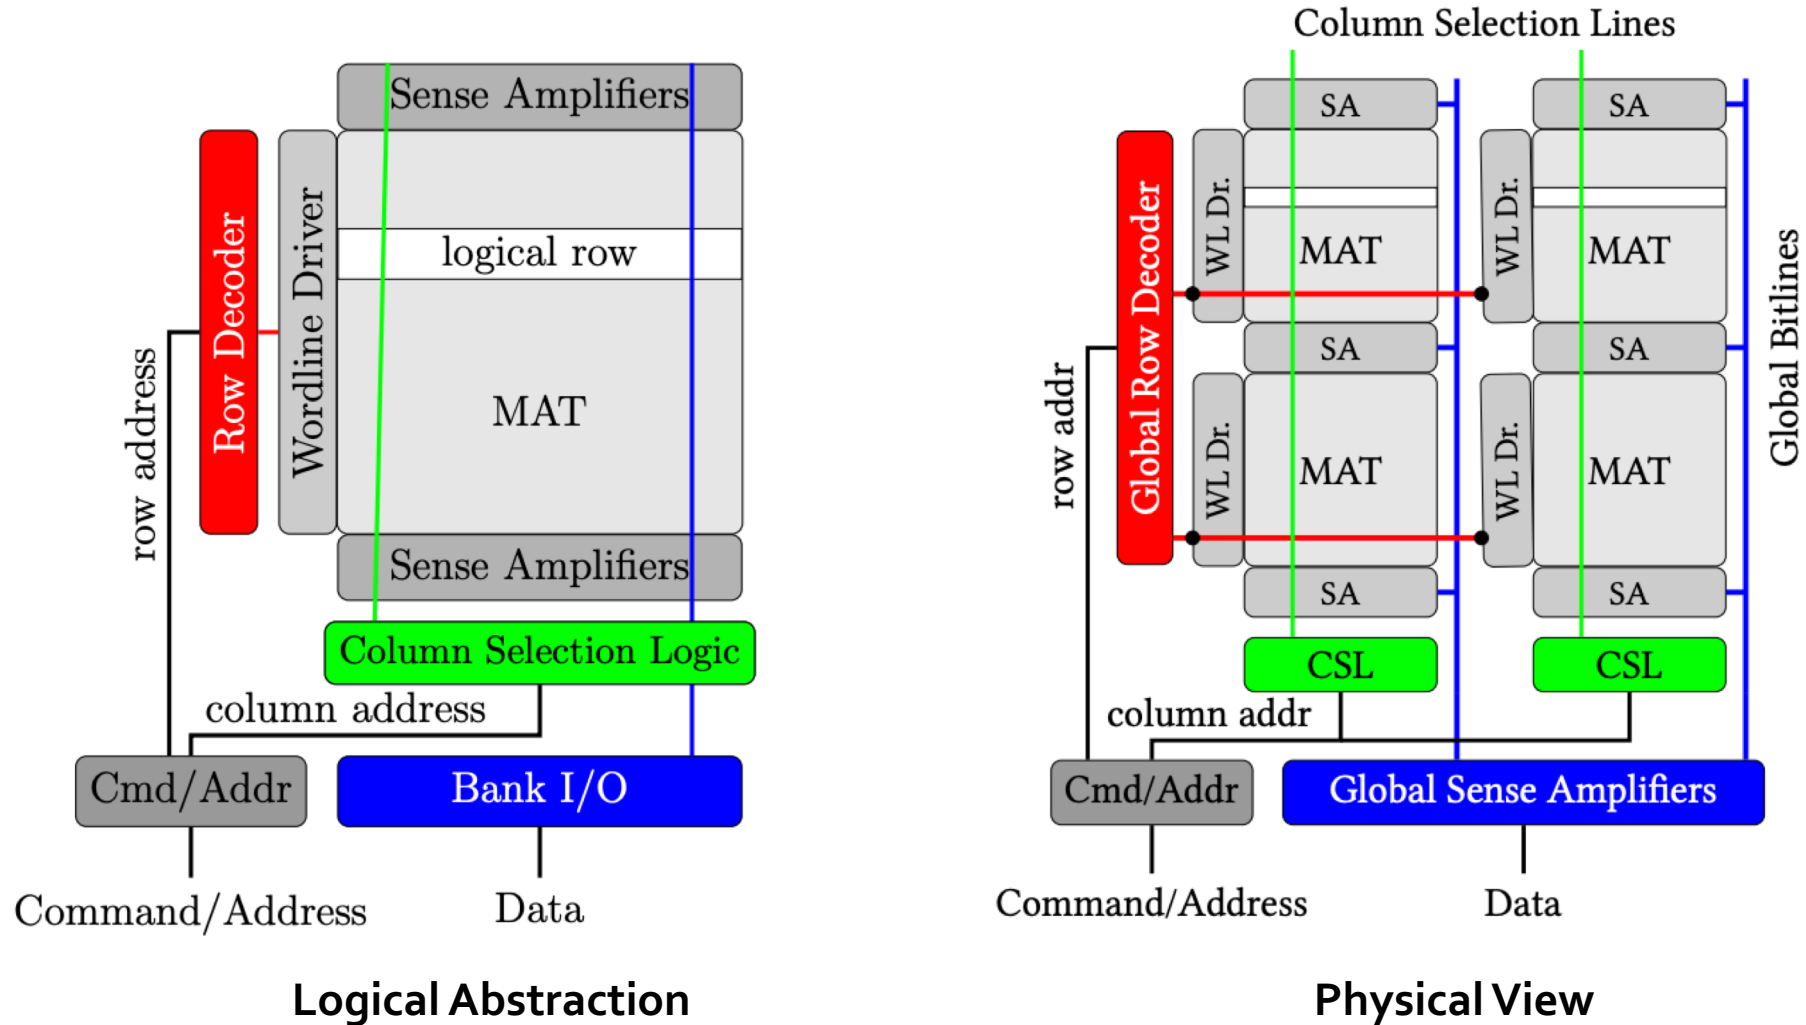 Sense Amplifiers
Row Decoder
Wordline Driver
logical row
MAT
row address
Sense Amplifiers
Column Selection Logic
column address
Cmd/Addr
Bank I/O
Command/Address
Data
Logical Abstraction
Column Selection Lines
SA
SA
Global Row Decoder
WL Dr.
MAT
WL Dr.
MAT
Global Bitlines
SA
SA
row addr
WL Dr.
MAT
WL Dr.
MAT
SA
SA
CSL
CSL
column addr
Cmd/Addr
Global Sense Amplifiers
Command/Address
Data
Physical View